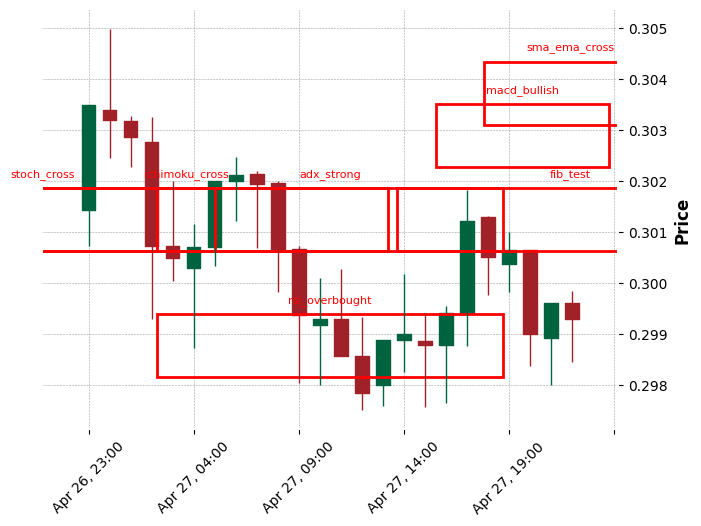 sma_ema_cross
macd_bullish
stoch_cross
adx_strong
fib_test
0.305
0.304
0.303
0.302
0.301
0.300
0.299
0.298
Price
Apr 26, 23:00
Apr 27, 04:00
Apr 27, 09:00
Apr 27, 14:00
Apr 27, 19:00